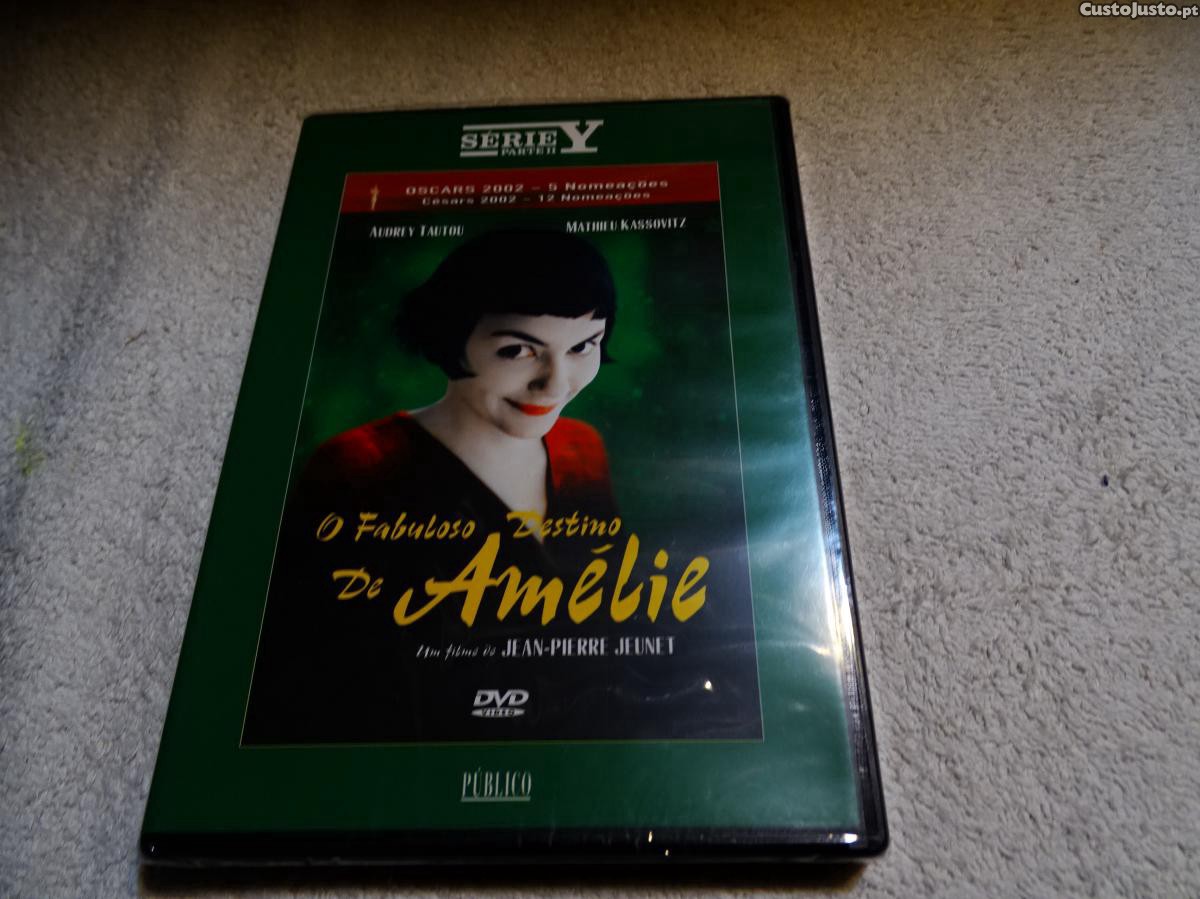 CustoJusto.pt
SÉRIE Y
PARTE II
OSCARS 2002 – 5 Nomeações
Césars 2002 – 12 Nomeações
AUDREY TAUTOU MATHIEU KASSOVITZ
O Fabuloso Destino
De Amélie
Um filme de JEAN-PIERRE JEUNET
DVD
VIDEO
PÚBLICO